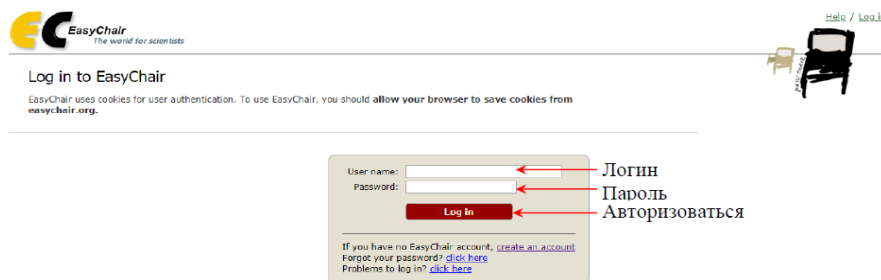 EC EasyChair
The world for scientists
Help / Log i
Log in to EasyChair
EasyChair uses cookies for user authentication. To use EasyChair, you should allow your browser to save cookies from
easychair.org.
User name:
Логин
Password:
Пароль
Log in
Авторизоваться
If you have no EasyChair account, create an account
Forgot your password? click here
Problems to log in? click here